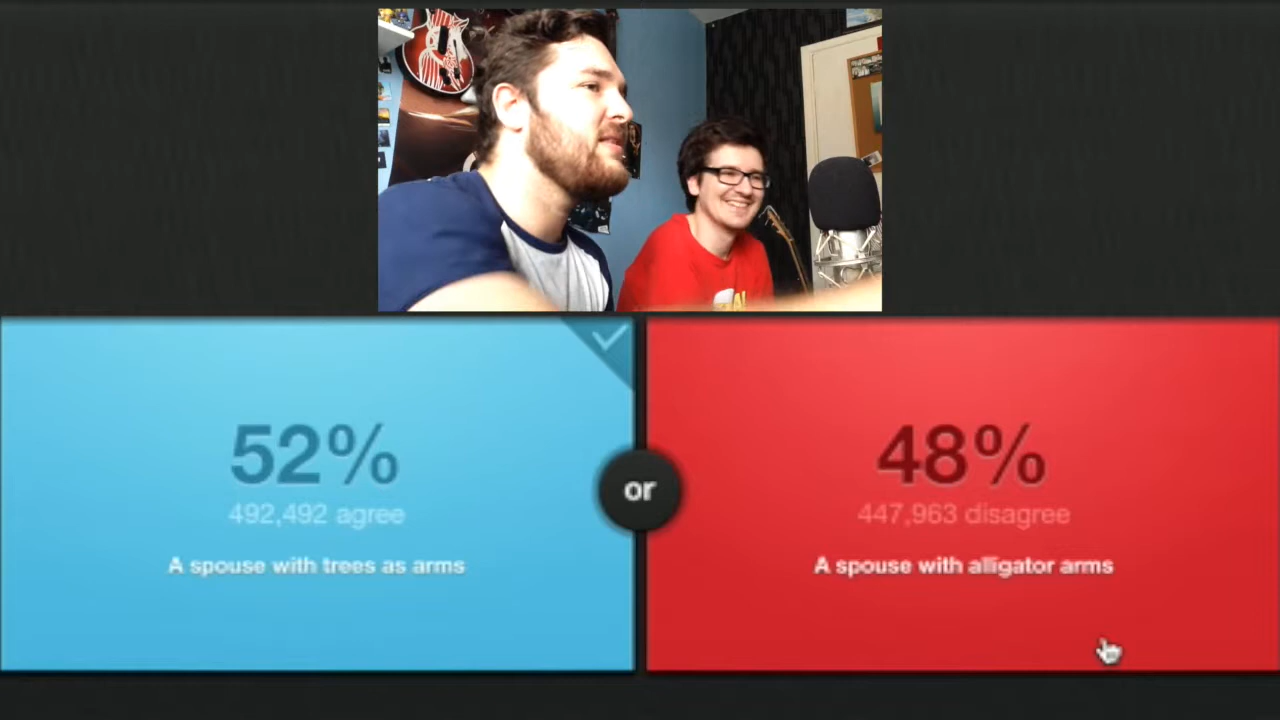 52%
492,492 agree
A spouse with trees as arms
or
48%
447,963 disagree
A spouse with alligator arms